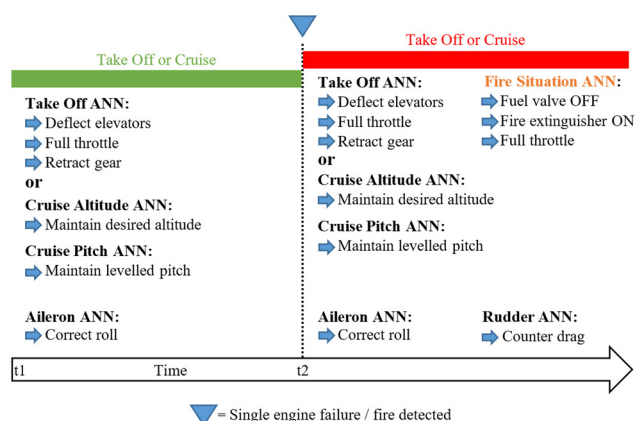 Take Off or Cruise
Take Off or Cruise
Take Off ANN:
Deflect elevators
Full throttle
Retract gear
or
Cruise Altitude ANN:
Maintain desired altitude
Cruise Pitch ANN:
Maintain levelled pitch
Aileron ANN:
Correct roll
Take Off ANN:
Deflect elevators
Full throttle
Retract gear
or
Cruise Altitude ANN:
Maintain desired altitude
Cruise Pitch ANN:
Maintain levelled pitch
Aileron ANN:
Correct roll
Fire Situation ANN:
Fuel valve OFF
Fire extinguisher ON
Full throttle
Rudder ANN:
Counter drag
t1 Time t2
= Single engine failure / fire detected